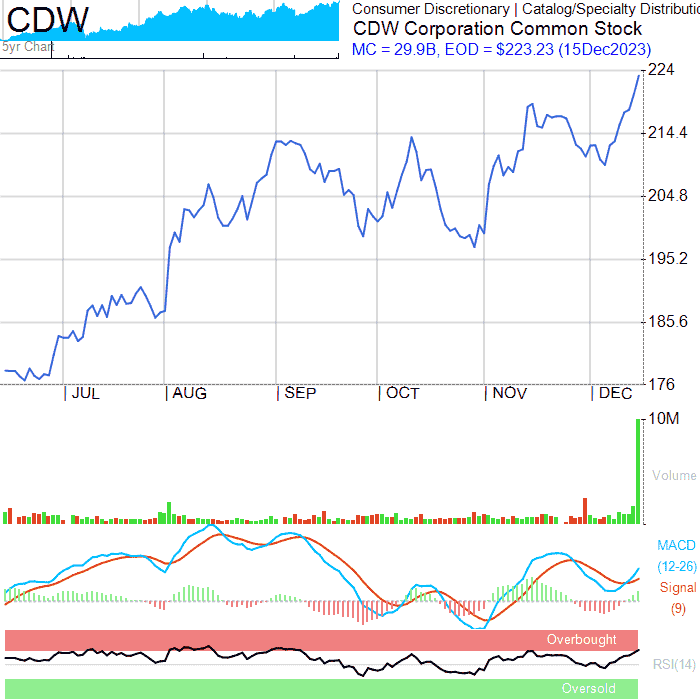 CDW
5yr Chart
Consumer Discretionary | Catalog/Specialty Distributio
CDW Corporation Common Stock
MC = 29.9B, EOD = $223.23 (15Dec2023)
224
214.4
204.8
195.2
185.6
176
JUL AUG SEP OCT NOV DEC
10M
Volume
MACD
(12-26)
Signal
(9)
Overbought
RSI(14)
Oversold